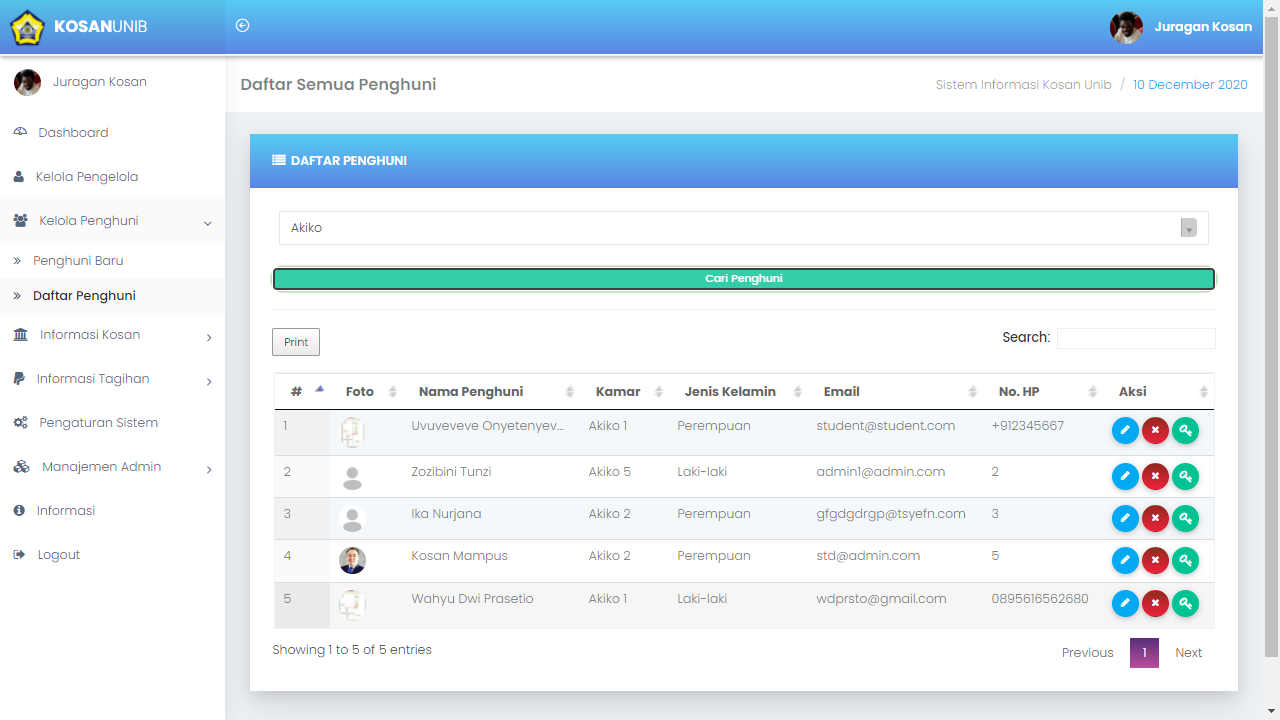 KOSANUNIB
Juragan Kosan
Juragan Kosan
Daftar Semua Penghuni
Sistem Informasi Kosan Unib / 10 December 2020
Dashboard
Kelola Pengelola
Kelola Penghuni
Penghuni Baru
Daftar Penghuni
Informasi Kosan
Informasi Tagihan
Pengaturan Sistem
Manajemen Admin
Informasi
Logout
DAFTAR PENGHUNI
Akiko
Cari Penghuni
Print
Search:
# Foto Nama Penghuni Kamar Jenis Kelamin Email No. HP Aksi
1 Uvuveveve Onyetenyev... Akiko 1 Perempuan student@student.com +912345667
2 Zozibini Tunzi Akiko 5 Laki-laki admin1@admin.com 2
3 Ika Nurjana Akiko 2 Perempuan gfgdgdrgp@tsyefn.com 3
4 Kosan Mampus Akiko 2 Perempuan std@admin.com 5
5 Wahyu Dwi Prasetio Akiko 1 Laki-laki wdprsto@gmail.com 0895616562680
Showing 1 to 5 of 5 entries
Previous 1 Next